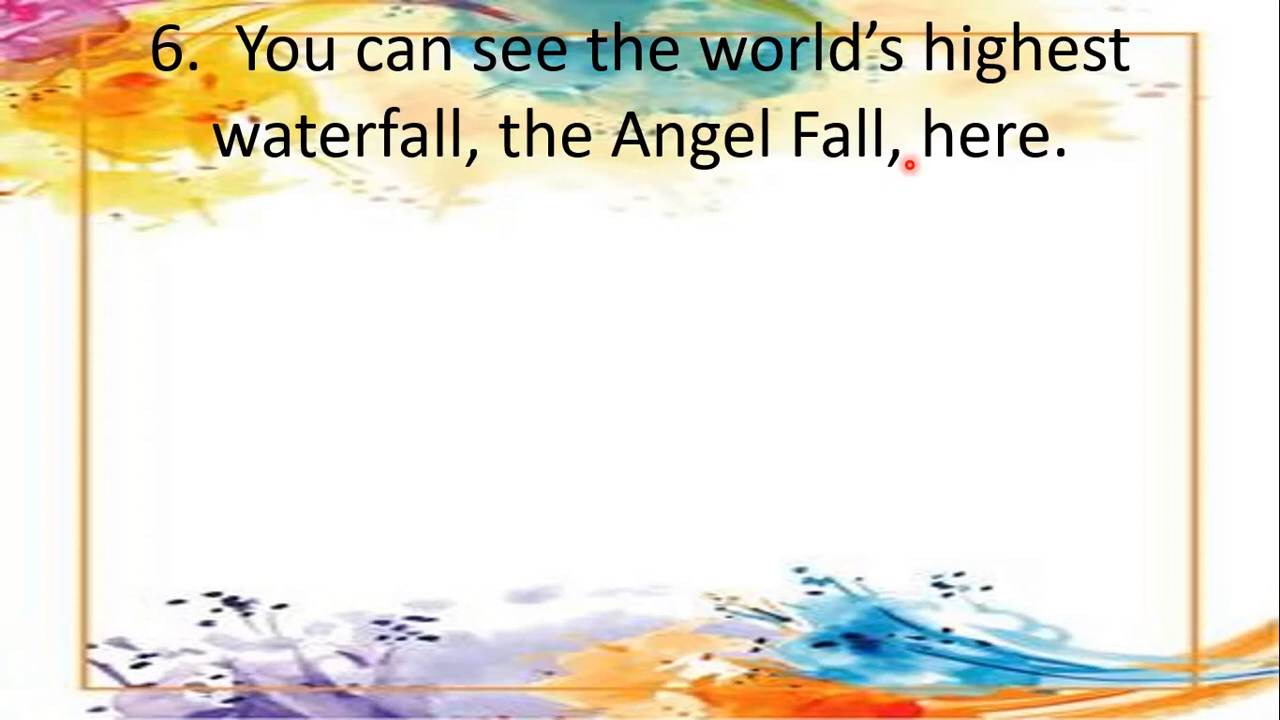 6.  You can see the world’s highest
waterfall, the Angel Fall, here.